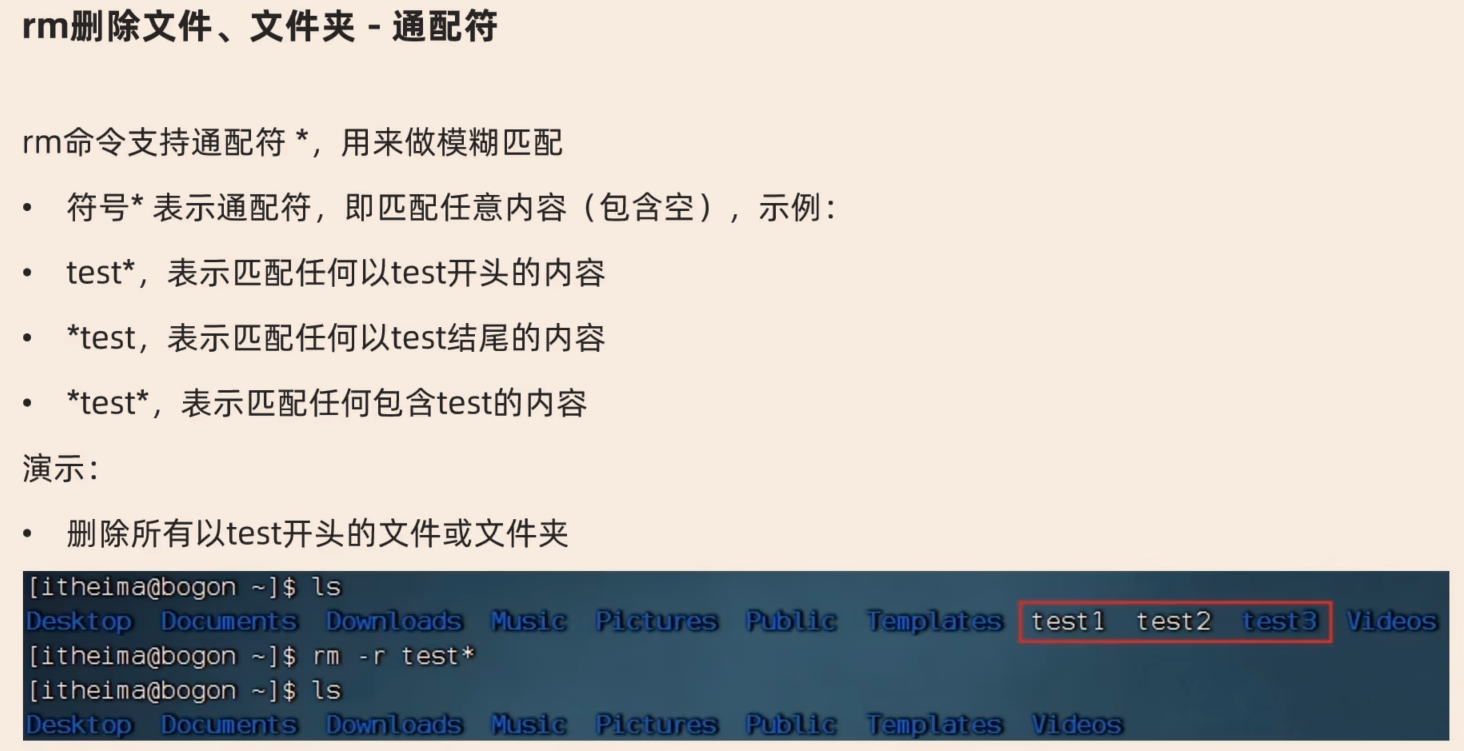 rm删除文件、文件夹 - 通配符
rm命令支持通配符 *，用来做模糊匹配
• 符号* 表示通配符，即匹配任意内容（包含空），示例：
• test*，表示匹配任何以test开头的内容
• *test，表示匹配任何以test结尾的内容
• *test*，表示匹配任何包含test的内容
演示：
• 删除所有以test开头的文件或文件夹
[itheima@bogon ~]$ ls
Desktop Documents Downloads Music Pictures Public Templates test1 test2 test3 Videos
[itheima@bogon ~]$ rm -r test*
[itheima@bogon ~]$ ls
Desktop Documents Downloads Music Pictures Public Templates Videos